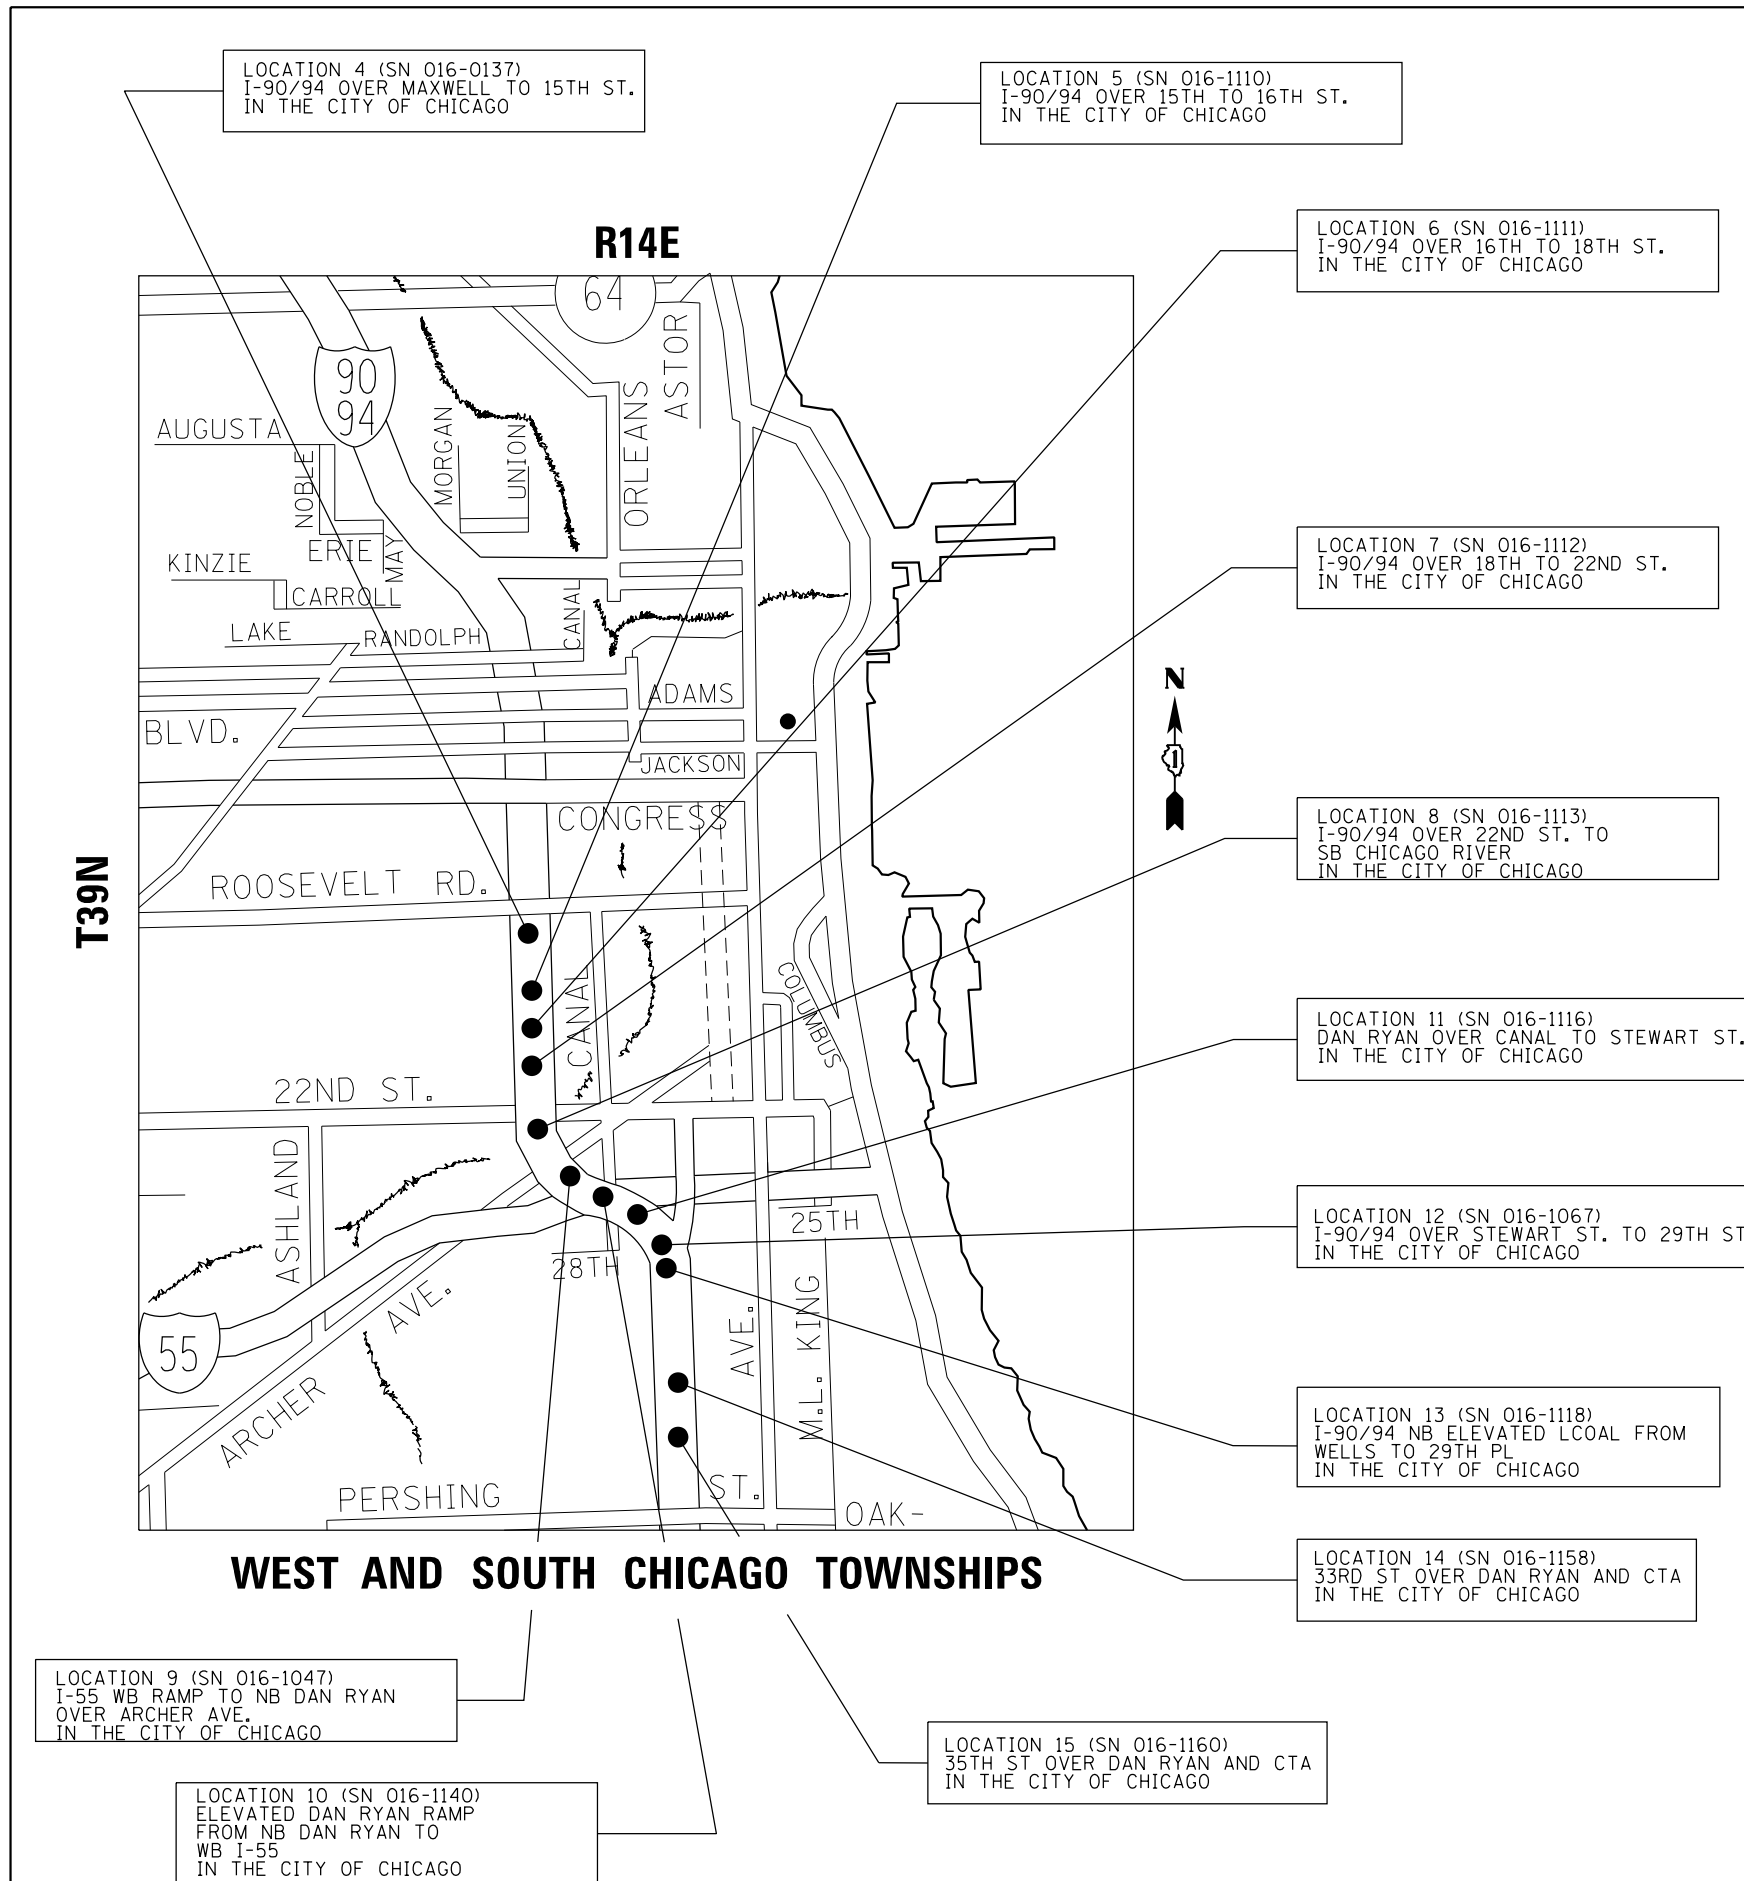 LOCATION 4 (SN 016-0137)
I-90/94 OVER MAXWELL TO 15TH ST.
IN THE CITY OF CHICAGO
LOCATION 5 (SN 016-1110)
I-90/94 OVER 15TH TO 16TH ST.
IN THE CITY OF CHICAGO
LOCATION 6 (SN 016-1111)
I-90/94 OVER 16TH TO 18TH ST.
IN THE CITY OF CHICAGO
R14E
64
ASTOR
90
94
ORLEANS
AUGUSTA
MORGAN
UNION
NOBLE
ERIE
MAY
KINZIE
CARROLL
CANAL
LAKE
RANDOLPH
LOCATION 7 (SN 016-1112)
I-90/94 OVER 18TH TO 22ND ST.
IN THE CITY OF CHICAGO
N
1
ADAMS
BLVD.
JACKSON
CONGRESS
LOCATION 8 (SN 016-1113)
I-90/94 OVER 22ND ST. TO
SB CHICAGO RIVER
IN THE CITY OF CHICAGO
T39N
ROOSEVELT RD.
CANAL
COLUMBUS
LOCATION 11 (SN 016-1116)
DAN RYAN OVER CANAL TO STEWART ST.
IN THE CITY OF CHICAGO
22ND ST.
ASHLAND
25TH
28TH
LOCATION 12 (SN 016-1067)
I-90/94 OVER STEWART ST. TO 29TH ST
IN THE CITY OF CHICAGO
55
ARCHER AVE.
AVE.
M.L. KING
LOCATION 13 (SN 016-1118)
I-90/94 NB ELEVATED LCOAL FROM
WELLS TO 29TH PL
IN THE CITY OF CHICAGO
PERSHING
ST.
OAK-
WEST AND SOUTH CHICAGO TOWNSHIPS
LOCATION 14 (SN 016-1158)
33RD ST OVER DAN RYAN AND CTA
IN THE CITY OF CHICAGO
LOCATION 9 (SN 016-1047)
I-55 WB RAMP TO NB DAN RYAN
OVER ARCHER AVE.
IN THE CITY OF CHICAGO
LOCATION 15 (SN 016-1160)
35TH ST OVER DAN RYAN AND CTA
IN THE CITY OF CHICAGO
LOCATION 10 (SN 016-1140)
ELEVATED DAN RYAN RAMP
FROM NB DAN RYAN TO
WB I-55
IN THE CITY OF CHICAGO